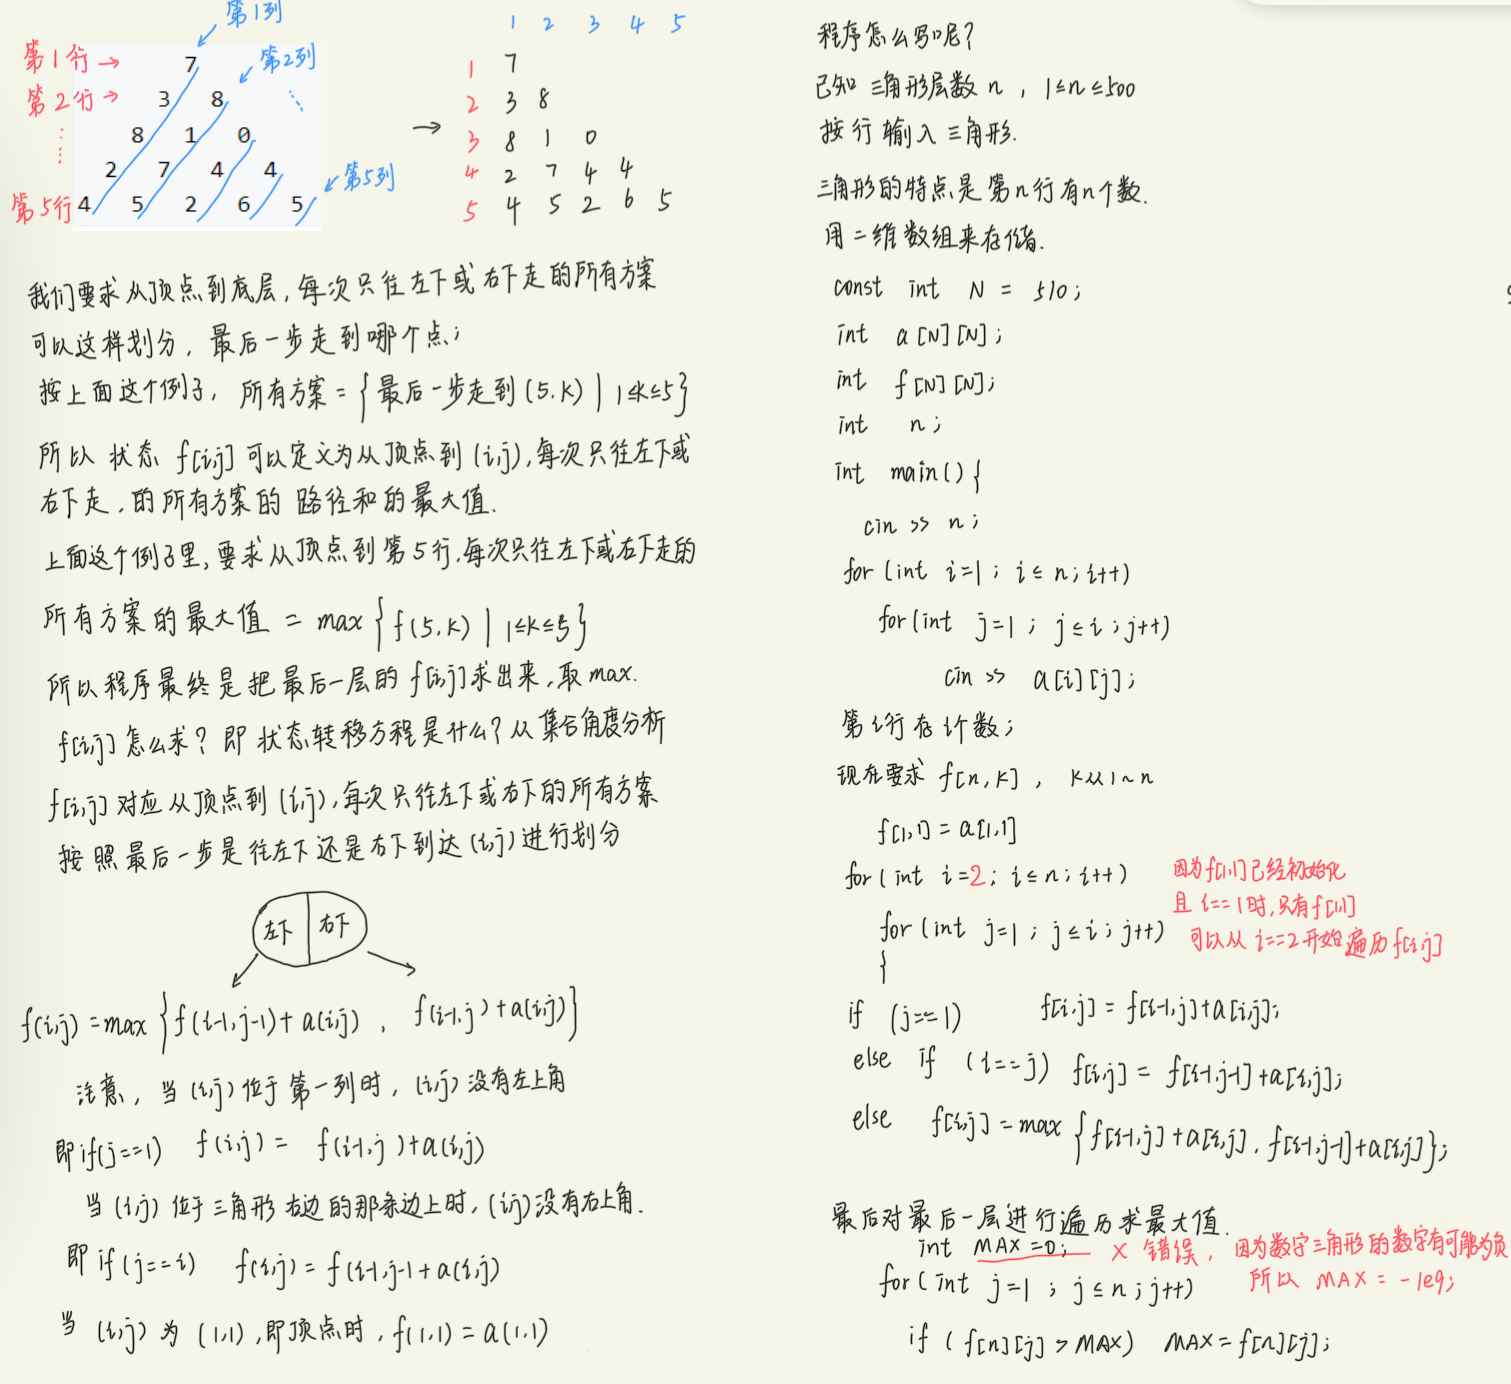 第1列
第1行 → 7 第2列
第2行 → 3 8
8 1 0
2 7 4 4 第5列
第5行 4 5 2 6 5
→
1 2 3 4 5
1 7
2 3 8
3 8 1 0
4 2 7 4 4
5 4 5 2 6 5
我们要求从顶点到底层,每次只往左下或右下走的所有方案
可以这样划分,最后一步走到哪个点;
按上面这个例子,所有方案={最后一步走到(5.k)|1≤k≤5}
所以 状态 f[i,j] 可以定义为从顶点到(i,j),每次只往左下或
右下走,的所有方案的 路径和的最大值.
上面这个例子里,要求从顶点到第5行,每次只往左下或右下走的
所有方案的最大值 = max{f(5,k)|1≤k≤5}
所以程序最终是把最后一层的f[i,j]求出来,取max.
f[i,j]怎么求?即状态转移方程是什么?从集合角度分析
f[i,j]对应从顶点到(i,j),每次只往左下或右下的所有方案
按照最后一步是往左下还是右下到达(i,j)进行划分
左下 右下
f(i,j)=max{f(i-1,j-1)+a(i,j), f(i-1,j)+a(i,j)}
注意,当(i,j)位于第一列时,(i,j)没有左上角
即if(j==1) f(i,j)= f(i-1,j)+a(i,j)
当(i,j)位于三角形右边的那条边上时,(i,j)没有右上角.
即if(j==i) f(i,j)=f(i-1,j-1+a(i,j)
当 (i,j)为(1,1),即顶点时,f(1,1)=a(1,1)
程序怎么写呢?
已知 三角形层数 n , 1≤n≤500
按行输入三角形.
三角形的特点是第n行有n个数.
用二维数组来存储.
const int N = 510;
int a[N][N];
int f[N][N];
int n;
int main(){
cin >> n;
for(int i=1; i≤n;i++)
for(int j=1; j≤i;j++)
cin >> a[i][j];
第i行存i个数;
现在要求 f[n,k], k从1~n
f[1,1]=a[1,1]
for(int i=2; i≤n;i++) 因为f[1,1]已经初始化
且i==1时,只有f[1,1]
for(int j=1; j≤i;j++) 可以从i==2开始遍历f[i,j]
{
if (j==1) f[i,j]=f[i-1,j]+a[i,j];
else if (i==j) f[i,j]= f[i-1,j-1]+a[i,j];
else f[i,j]=max{f[i-1,j]+a[i,j], f[i-1,j-1]+a[i,j]};
最后对最后一层进行遍历求最大值.
int MAX=0; × 错误,因为数字三角形的数字有可能为负
for(int j=1; j≤n;j++) 所以 MAX=-1e9;
if (f[n][j]>MAX) MAX=f[n][j];